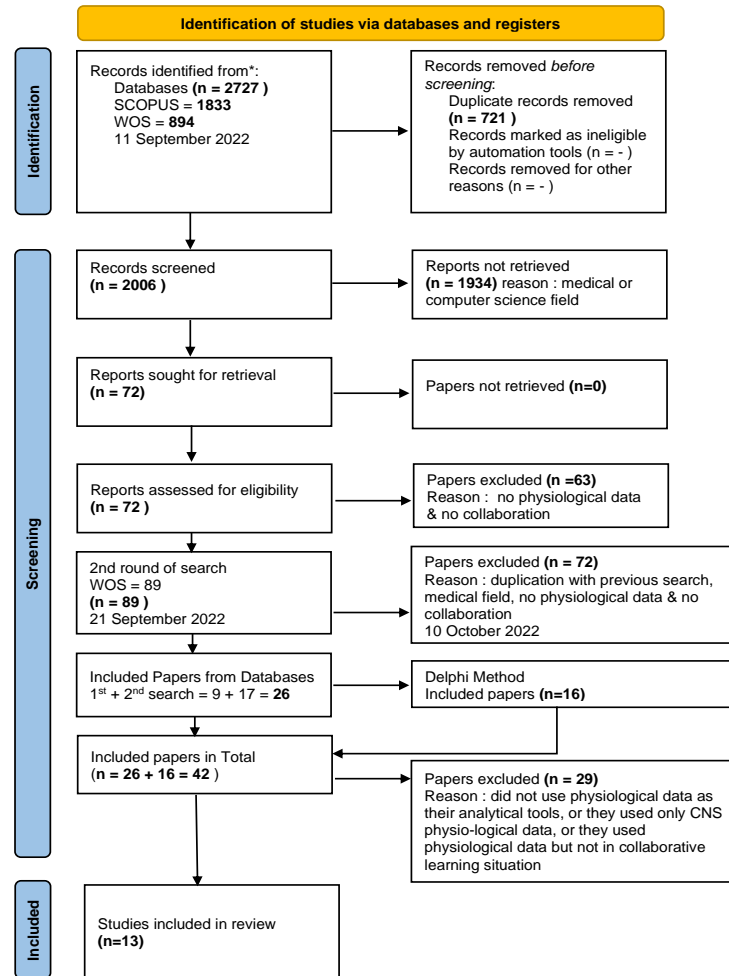 Identification of studies via databases and registers
Identification
Records identified from*:
Databases (n = 2727 )
SCOPUS = 1833
WOS = 894
11 September 2022
Records removed before
screening:
Duplicate records removed
(n = 721 )
Records marked as ineligible
by automation tools (n = - )
Records removed for other
reasons (n = - )
Screening
Records screened
(n = 2006 )
Reports not retrieved
(n = 1934) reason : medical or
computer science field
Reports sought for retrieval
(n = 72)
Papers not retrieved (n=0)
Reports assessed for eligibility
(n = 72 )
Papers excluded (n =63)
Reason :  no physiological data
& no collaboration
2nd round of search
WOS = 89
(n = 89 )
21 September 2022
Papers excluded (n = 72)
Reason : duplication with previous search,
medical field, no physiological data & no
collaboration
10 October 2022
Included Papers from Databases
1st + 2nd search = 9 + 17 = 26
Delphi Method
Included papers (n=16)
Included papers in Total
(n = 26 + 16 = 42 )
Papers excluded (n = 29)
Reason : did not use physiological data as
their analytical tools, or they used only CNS
physio-logical data, or they used
physiological data but not in collaborative
learning situation
Included
Studies included in review
(n=13)